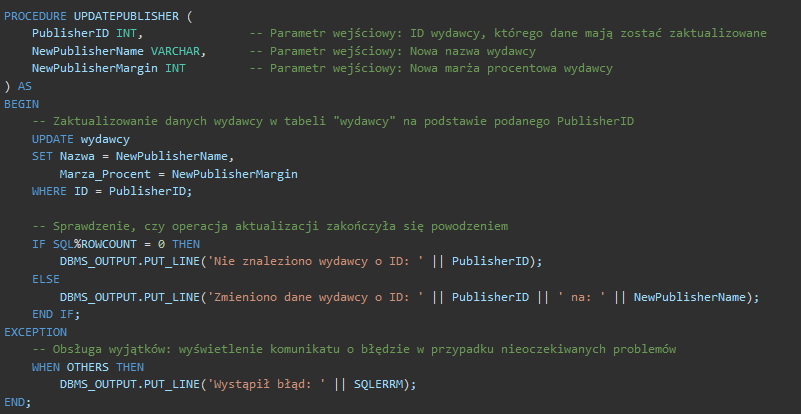 PROCEDURE UPDATEPUBLISHER (
    PublisherID INT,               -- Parametr wejściowy: ID wydawcy, którego dane mają zostać zaktualizowane
    NewPublisherName VARCHAR,      -- Parametr wejściowy: Nowa nazwa wydawcy
    NewPublisherMargin INT         -- Parametr wejściowy: Nowa marża procentowa wydawcy
) AS
BEGIN
    -- Zaktualizowanie danych wydawcy w tabeli "wydawcy" na podstawie podanego PublisherID
    UPDATE wydawcy
    SET Nazwa = NewPublisherName,
        Marza_Procent = NewPublisherMargin
    WHERE ID = PublisherID;

    -- Sprawdzenie, czy operacja aktualizacji zakończyła się powodzeniem
    IF SQL%ROWCOUNT = 0 THEN
        DBMS_OUTPUT.PUT_LINE('Nie znaleziono wydawcy o ID: ' || PublisherID);
    ELSE
        DBMS_OUTPUT.PUT_LINE('Zmieniono dane wydawcy o ID: ' || PublisherID || ' na: ' || NewPublisherName);
    END IF;
EXCEPTION
    -- Obsługa wyjątków: wyświetlenie komunikatu o błędzie w przypadku nieoczekiwanych problemów
    WHEN OTHERS THEN
        DBMS_OUTPUT.PUT_LINE('Wystąpił błąd: ' || SQLERRM);
END;